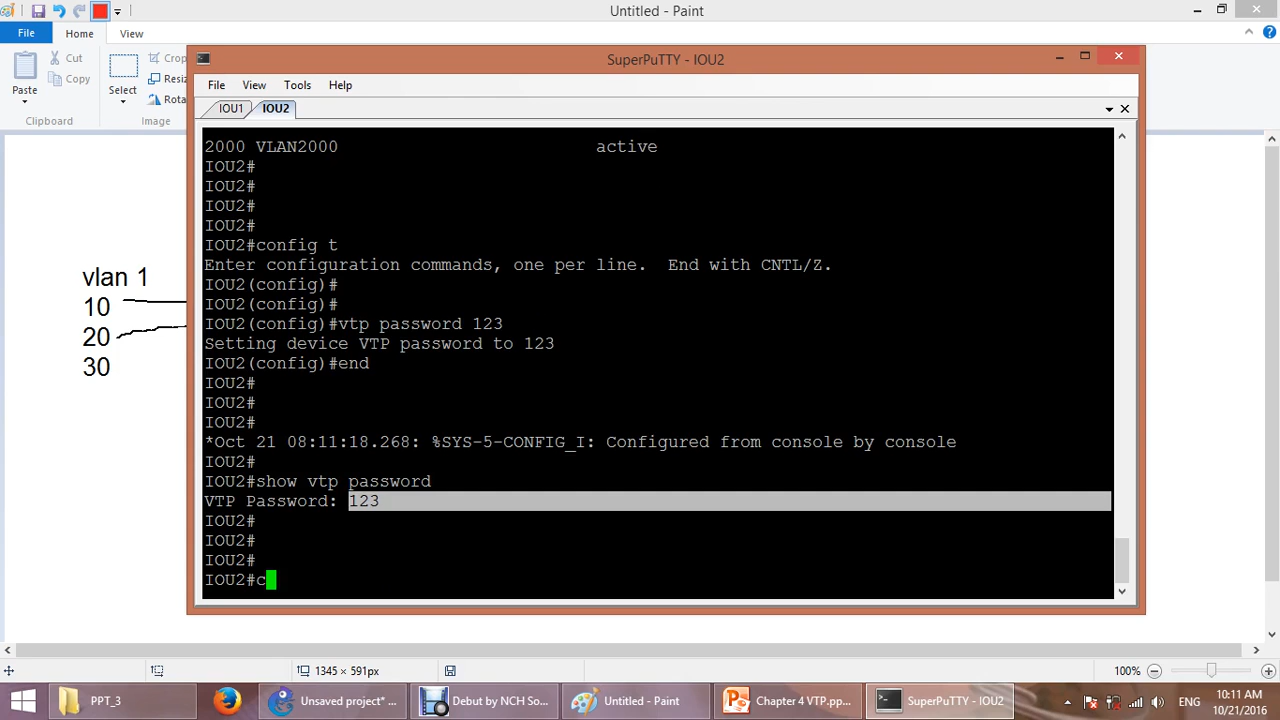 Untitled - Paint
File
Home
View
Paste
Cut
Copy
Clipboard
Select
Crop
Resi
Rota
Image
SuperPuTTY - IOU2
File View Tools Help
IOU1 IOU2
2000 VLAN2000 active
IOU2#
IOU2#
IOU2#
IOU2#
IOU2#config t
Enter configuration commands, one per line. End with CNTL/Z.
IOU2(config)#
IOU2(config)#
IOU2(config)#vtp password 123
Setting device VTP password to 123
IOU2(config)#end
IOU2#
IOU2#
IOU2#
*Oct 21 08:11:18.268: %SYS-5-CONFIG_I: Configured from console by console
IOU2#
IOU2#show vtp password
VTP Password: 123
IOU2#
IOU2#
IOU2#
IOU2#c
vlan 1
10
20
30
1345 × 591px
100%
PPT_3
Unsaved project*...
Debut by NCH So...
Untitled - Paint
Chapter 4 VTP.pp...
SuperPuTTY - IOU2
ENG
10:11 AM
10/21/2016